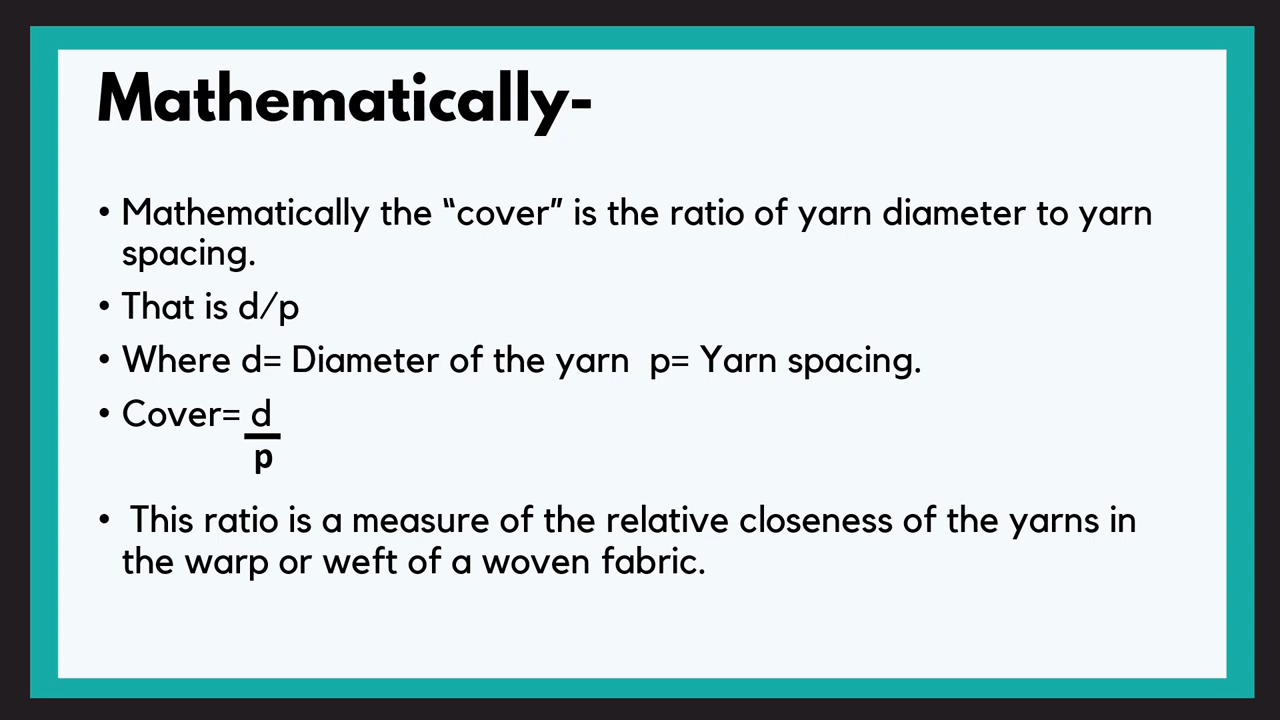 Mathematically-
• Mathematically the “cover” is the ratio of yarn diameter to yarn
spacing.
• That is d/p
• Where d= Diameter of the yarn  p= Yarn spacing.
• Cover= d
p
• This ratio is a measure of the relative closeness of the yarns in
the warp or weft of a woven fabric.